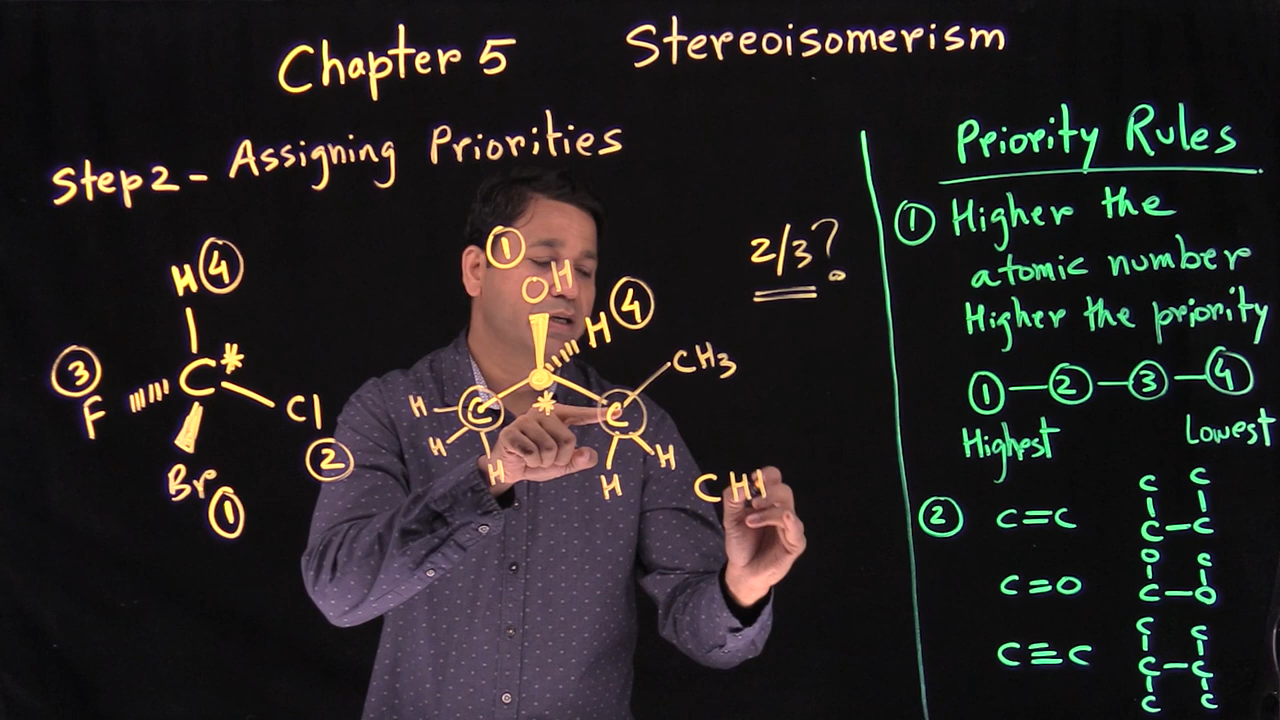 Chapter 5 Stereoisomerism
Step 2 - Assigning Priorities
H ④
③
F
C *
Cl
②
Br
①
①
OH
H ④
*
H
C
H
H
C
CH3
H
H
CH
2/3?
Priority Rules
① Higher the
atomic number
Higher the priority
① — ② — ③ — ④
Highest Lowest
② C=C
C C
C-C
C=O
O C
C-O
C≡C
C C
C-C
C C